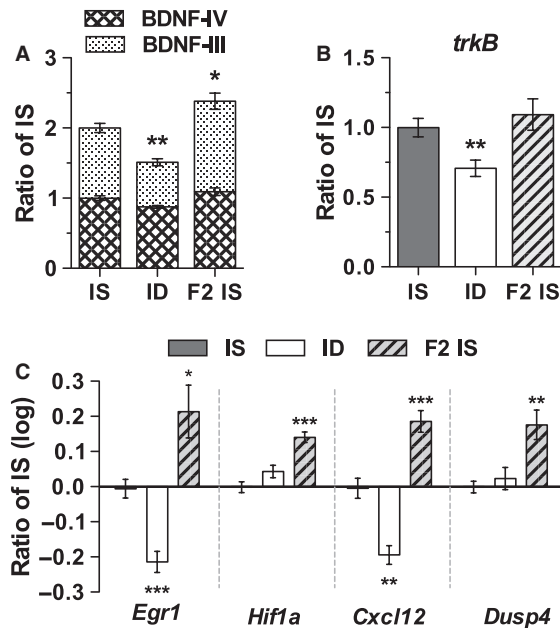 BDNF-IV
BDNF-III
A
Ratio of IS
3
2
1
0
*
**
IS ID F2 IS
B
trkB
Ratio of IS
1.5
1.0
0.5
0.0
**
IS ID F2 IS
IS ID F2 IS
C
Ratio of IS (log)
0.3
0.2
0.1
0.0
−0.1
−0.2
−0.3
* *** *** **
*** **
Egr1 Hif1a Cxcl12 Dusp4